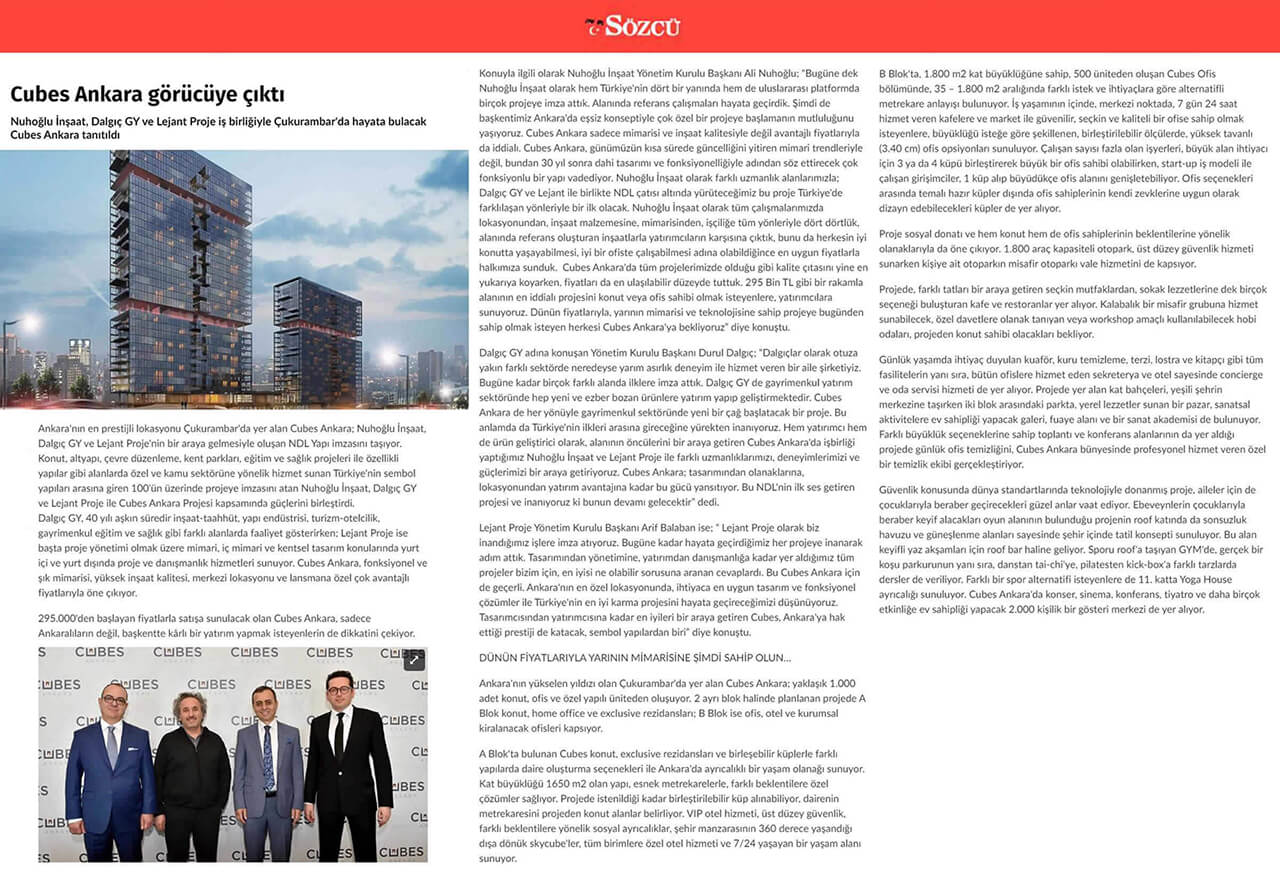 SÖZCÜ
Cubes Ankara görücüye çıktı
Nuhoğlu İnşaat, Dalgıç GY ve Lejant Proje iş birliğiyle Çukurambar'da hayata bulacak
Cubes Ankara tanıtıldı
Ankara'nın en prestijli lokasyonu Çukurambar'da yer alan Cubes Ankara; Nuhoğlu İnşaat,
Dalgıç GY ve Lejant Proje'nin bir araya gelmesiyle oluşan NDL Yapı imzasını taşıyor.
Konut, altyapı, çevre düzenleme, kent parkları, eğitim ve sağlık projeleri ile özellikli
yapılar gibi alanlarda özel ve kamu sektörüne yönelik hizmet sunan Türkiye'nin sembol
yapıları arasına giren 100'ün üzerinde projeye imzasını atan Nuhoğlu İnşaat, Dalgıç GY
ve Lejant Proje ile Cubes Ankara Projesi kapsamında güçlerini birleştirdi.
Dalgıç GY, 40 yılı aşkın süredir inşaat-taahhüt, yapı endüstrisi, turizm-otelcilik,
gayrimenkul eğitim ve sağlık gibi farklı alanlarda faaliyet gösterirken; Lejant Proje ise
başta proje yönetimi olmak üzere mimari, iç mimari ve kentsel tasarım konularında yurt
içi ve yurt dışında proje ve danışmanlık hizmetleri sunuyor. Cubes Ankara, fonksiyonel ve
şık mimarisi, yüksek inşaat kalitesi, merkezi lokasyonu ve lansmana özel çok avantajlı
fiyatlarıyla öne çıkıyor.
295.000'den başlayan fiyatlarla satışa sunulacak olan Cubes Ankara, sadece
Ankaralıların değil, başkentte kârlı bir yatırım yapmak isteyenlerin de dikkatini çekiyor.
CUBES
ANKARA
Konuyla ilgili olarak Nuhoğlu İnşaat Yönetim Kurulu Başkanı Ali Nuhoğlu; "Bugüne dek
Nuhoğlu İnşaat olarak hem Türkiye'nin dört bir yanında hem de uluslararası platformda
birçok projeye imza attık. Alanında referans çalışmaları hayata geçirdik. Şimdi de
başkentimiz Ankara'da eşsiz konseptiyle çok özel bir projeye başlamanın mutluluğunu
yaşıyoruz. Cubes Ankara sadece mimarisi ve inşaat kalitesiyle değil avantajlı fiyatlarıyla
da iddialı. Cubes Ankara, günümüzün kısa sürede güncelliğini yitiren mimari trendleriyle
değil, bundan 30 yıl sonra dahi tasarımı ve fonksiyonelliğiyle adından söz ettirecek çok
fonksiyonlu bir yapı vadediyor. Nuhoğlu İnşaat olarak farklı uzmanlık alanlarımızla;
Dalgıç GY ve Lejant ile birlikte NDL çatısı altında yürüteceğimiz bu proje Türkiye'de
farklılaşan yönleriyle bir ilk olacak. Nuhoğlu İnşaat olarak tüm çalışmalarımızda
lokasyonundan, inşaat malzemesine, mimarisinden, işçiliğe tüm yönleriyle dört dörtlük,
alanında referans oluşturan inşaatlarla yatırımcıların karşısına çıktık, bunu da herkesin iyi
konutta yaşayabilmesi, iyi bir ofiste çalışabilmesi adına olabildiğince en uygun fiyatlarla
halkımıza sunduk. Cubes Ankara'da tüm projelerimizde olduğu gibi kalite çıtasını yine en
yukarıya koyarken, fiyatları da en ulaşılabilir düzeyde tuttuk. 295 Bin TL gibi bir rakamla
alanının en iddialı projesini konut veya ofis sahibi olmak isteyenlere, yatırımcılara
sunuyoruz. Dünün fiyatlarıyla, yarının mimarisi ve teknolojisine sahip projeye bugünden
sahip olmak isteyen herkesi Cubes Ankara'ya bekliyoruz" diye konuştu.
Dalgıç GY adına konuşan Yönetim Kurulu Başkanı Durul Dalgıç; "Dalgıçlar olarak otuza
yakın farklı sektörde neredeyse yarım asırlık deneyim ile hizmet veren bir aile şirketiyiz.
Bugüne kadar birçok farklı alanda ilklere imza attık. Dalgıç GY de gayrimenkul yatırım
sektöründe hep yeni ve ezber bozan ürünlere yatırım yapıp geliştirmektedir. Cubes
Ankara de her yönüyle gayrimenkul sektöründe yeni bir çağ başlatacak bir proje. Bu
anlamda da Türkiye'nin ilkleri arasına gireceğine yürekten inanıyoruz. Hem yatırımcı hem
de ürün geliştirici olarak, alanının öncülerini bir araya getiren Cubes Ankara'da işbirliği
yaptığımız Nuhoğlu İnşaat ve Lejant Proje ile farklı uzmanlıklarımızı, deneyimlerimizi ve
güçlerimizi bir araya getiriyoruz. Cubes Ankara; tasarımından olanaklarına,
lokasyonundan yatırım avantajına kadar bu gücü yansıtıyor. Bu NDL'nin ilk ses getiren
projesi ve inanıyoruz ki bunun devamı gelecektir" dedi.
Lejant Proje Yönetim Kurulu Başkanı Arif Balaban ise; " Lejant Proje olarak biz
inandığımız işlere imza atıyoruz. Bugüne kadar hayata geçirdiğimiz her projeye inanarak
adım attık. Tasarımından yönetimine, yatırımdan danışmanlığa kadar yer aldığımız tüm
projeler bizim için, en iyisi ne olabilir sorusuna aranan cevaplardı. Bu Cubes Ankara için
de geçerli. Ankara'nın en özel lokasyonunda, ihtiyaca en uygun tasarım ve fonksiyonel
çözümler ile Türkiye'nin en iyi karma projesini hayata geçireceğimizi düşünüyoruz.
Tasarımcısından yatırımcısına kadar en iyileri bir araya getiren Cubes, Ankara'ya hak
ettiği prestiji de katacak, sembol yapılardan biri" diye konuştu.
DÜNÜN FİYATLARIYLA YARININ MİMARİSİNE ŞİMDİ SAHİP OLUN...
Ankara'nın yükselen yıldızı olan Çukurambar'da yer alan Cubes Ankara; yaklaşık 1.000
adet konut, ofis ve özel yapılı üniteden oluşuyor. 2 ayrı blok halinde planlanan projede A
Blok konut, home office ve exclusive rezidansları; B Blok ise ofis, otel ve kurumsal
kiralanacak ofisleri kapsıyor.
A Blok'ta bulunan Cubes konut, exclusive rezidansları ve birleşebilir küplerle farklı
yapılarda daire oluşturma seçenekleri ile Ankara'da ayrıcalıklı bir yaşam olanağı sunuyor.
Kat büyüklüğü 1650 m2 olan yapı, esnek metrekarelerle, farklı beklentilere özel
çözümler sağlıyor. Projede istenildiği kadar birleştirilebilir küp alınabiliyor, dairenin
metrekaresini projeden konut alanlar belirliyor. VIP otel hizmeti, üst düzey güvenlik,
farklı beklentilere yönelik sosyal ayrıcalıklar, şehir manzarasının 360 derece yaşandığı
dışa dönük skycube'ler, tüm birimlere özel otel hizmeti ve 7/24 yaşayan bir yaşam alanı
sunuyor.
B Blok'ta, 1.800 m2 kat büyüklüğüne sahip, 500 üniteden oluşan Cubes Ofis
bölümünde, 35 – 1.800 m2 aralığında farklı istek ve ihtiyaçlara göre alternatifli
metrekare anlayışı bulunuyor. İş yaşamının içinde, merkezi noktada, 7 gün 24 saat
hizmet veren kafelere ve market ile güvenilir, seçkin ve kaliteli bir ofise sahip olmak
isteyenlere, büyüklüğü isteğe göre şekillenen, birleştirilebilir ölçülerde, yüksek tavanlı
(3.40 cm) ofis opsiyonları sunuluyor. Çalışan sayısı fazla olan işyerleri, büyük alan ihtiyacı
için 3 ya da 4 küpü birleştirerek büyük bir ofis sahibi olabilirken, start-up iş modeli ile
çalışan girişimciler, 1 küp alıp büyüdükçe ofis alanını genişletebiliyor. Ofis seçenekleri
arasında temalı hazır küpler dışında ofis sahiplerinin kendi zevklerine uygun olarak
dizayn edebilecekleri küpler de yer alıyor.
Proje sosyal donatı ve hem konut hem de ofis sahiplerinin beklentilerine yönelik
olanaklarıyla da öne çıkıyor. 1.800 araç kapasiteli otopark, üst düzey güvenlik hizmeti
sunarken kişiye ait otoparkın misafir otoparkı vale hizmetini de kapsıyor.
Projede, farklı tatları bir araya getiren seçkin mutfaklardan, sokak lezzetlerine dek birçok
seçeneği buluşturan kafe ve restoranlar yer alıyor. Kalabalık bir misafir grubuna hizmet
sunabilecek, özel davetlere olanak tanıyan veya workshop amaçlı kullanılabilecek hobi
odaları, projeden konut sahibi olacakları bekliyor.
Günlük yaşamda ihtiyaç duyulan kuaför, kuru temizleme, terzi, lostra ve kitapçı gibi tüm
fasilitelerin yanı sıra, bütün ofislere hizmet eden sekreterya ve otel sayesinde concierge
ve oda servisi hizmeti de yer alıyor. Projede yer alan kat bahçeleri, yeşili şehrin
merkezine taşırken iki blok arasındaki parkta, yerel lezzetler sunan bir pazar, sanatsal
aktivitelere ev sahipliği yapacak galeri, fuaye alanı ve bir sanat akademisi de bulunuyor.
Farklı büyüklük seçeneklerine sahip toplantı ve konferans alanlarının da yer aldığı
projede günlük ofis temizliğini, Cubes Ankara bünyesinde profesyonel hizmet veren özel
bir temizlik ekibi gerçekleştiriyor.
Güvenlik konusunda dünya standartlarında teknolojiyle donanmış proje, aileler için de
çocuklarıyla beraber geçirecekleri güzel anlar vaat ediyor. Ebeveynlerin çocuklarıyla
beraber keyif alacakları oyun alanının bulunduğu projenin roof katında da sonsuzluk
havuzu ve güneşlenme alanları sayesinde şehir içinde tatil konsepti sunuluyor. Bu alan
keyifli yaz akşamları için roof bar haline geliyor. Sporu roof'a taşıyan GYM'de, gerçek bir
koşu parkurunun yanı sıra, danstan tai-chi'ye, pilatesten kick-box'a farklı tarzlarda
dersler de veriliyor. Farklı bir spor alternatifi isteyenlere de 11. katta Yoga House
ayrıcalığı sunuluyor. Cubes Ankara'da konser, sinema, konferans, tiyatro ve daha birçok
etkinliğe ev sahipliği yapacak 2.000 kişilik bir gösteri merkezi de yer alıyor.